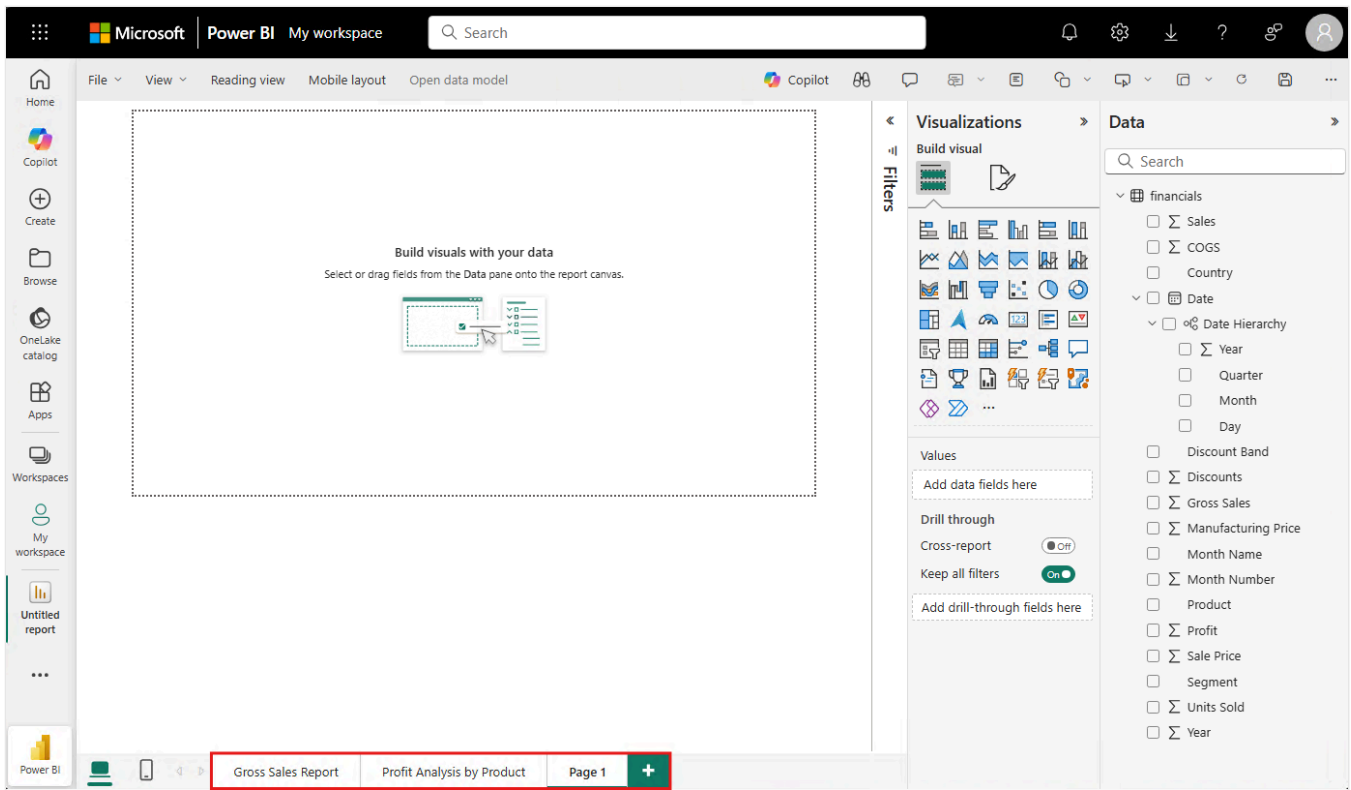 Microsoft Power BI My workspace Search
Home
Copilot
Create
Browse
OneLake
catalog
Apps
Workspaces
My
workspace
Untitled
report
Power BI
File View Reading view Mobile layout Open data model Copilot
Build visuals with your data
Select or drag fields from the Data pane onto the report canvas.
Filters
Visualizations
Build visual
123
Values
Add data fields here
Drill through
Cross-report Off
Keep all filters On
Add drill-through fields here
Data
Search
financials
Σ Sales
Σ COGS
Country
Date
Date Hierarchy
Σ Year
Quarter
Month
Day
Discount Band
Σ Discounts
Σ Gross Sales
Σ Manufacturing Price
Month Name
Σ Month Number
Product
Σ Profit
Σ Sale Price
Segment
Σ Units Sold
Σ Year
Gross Sales Report Profit Analysis by Product Page 1 +